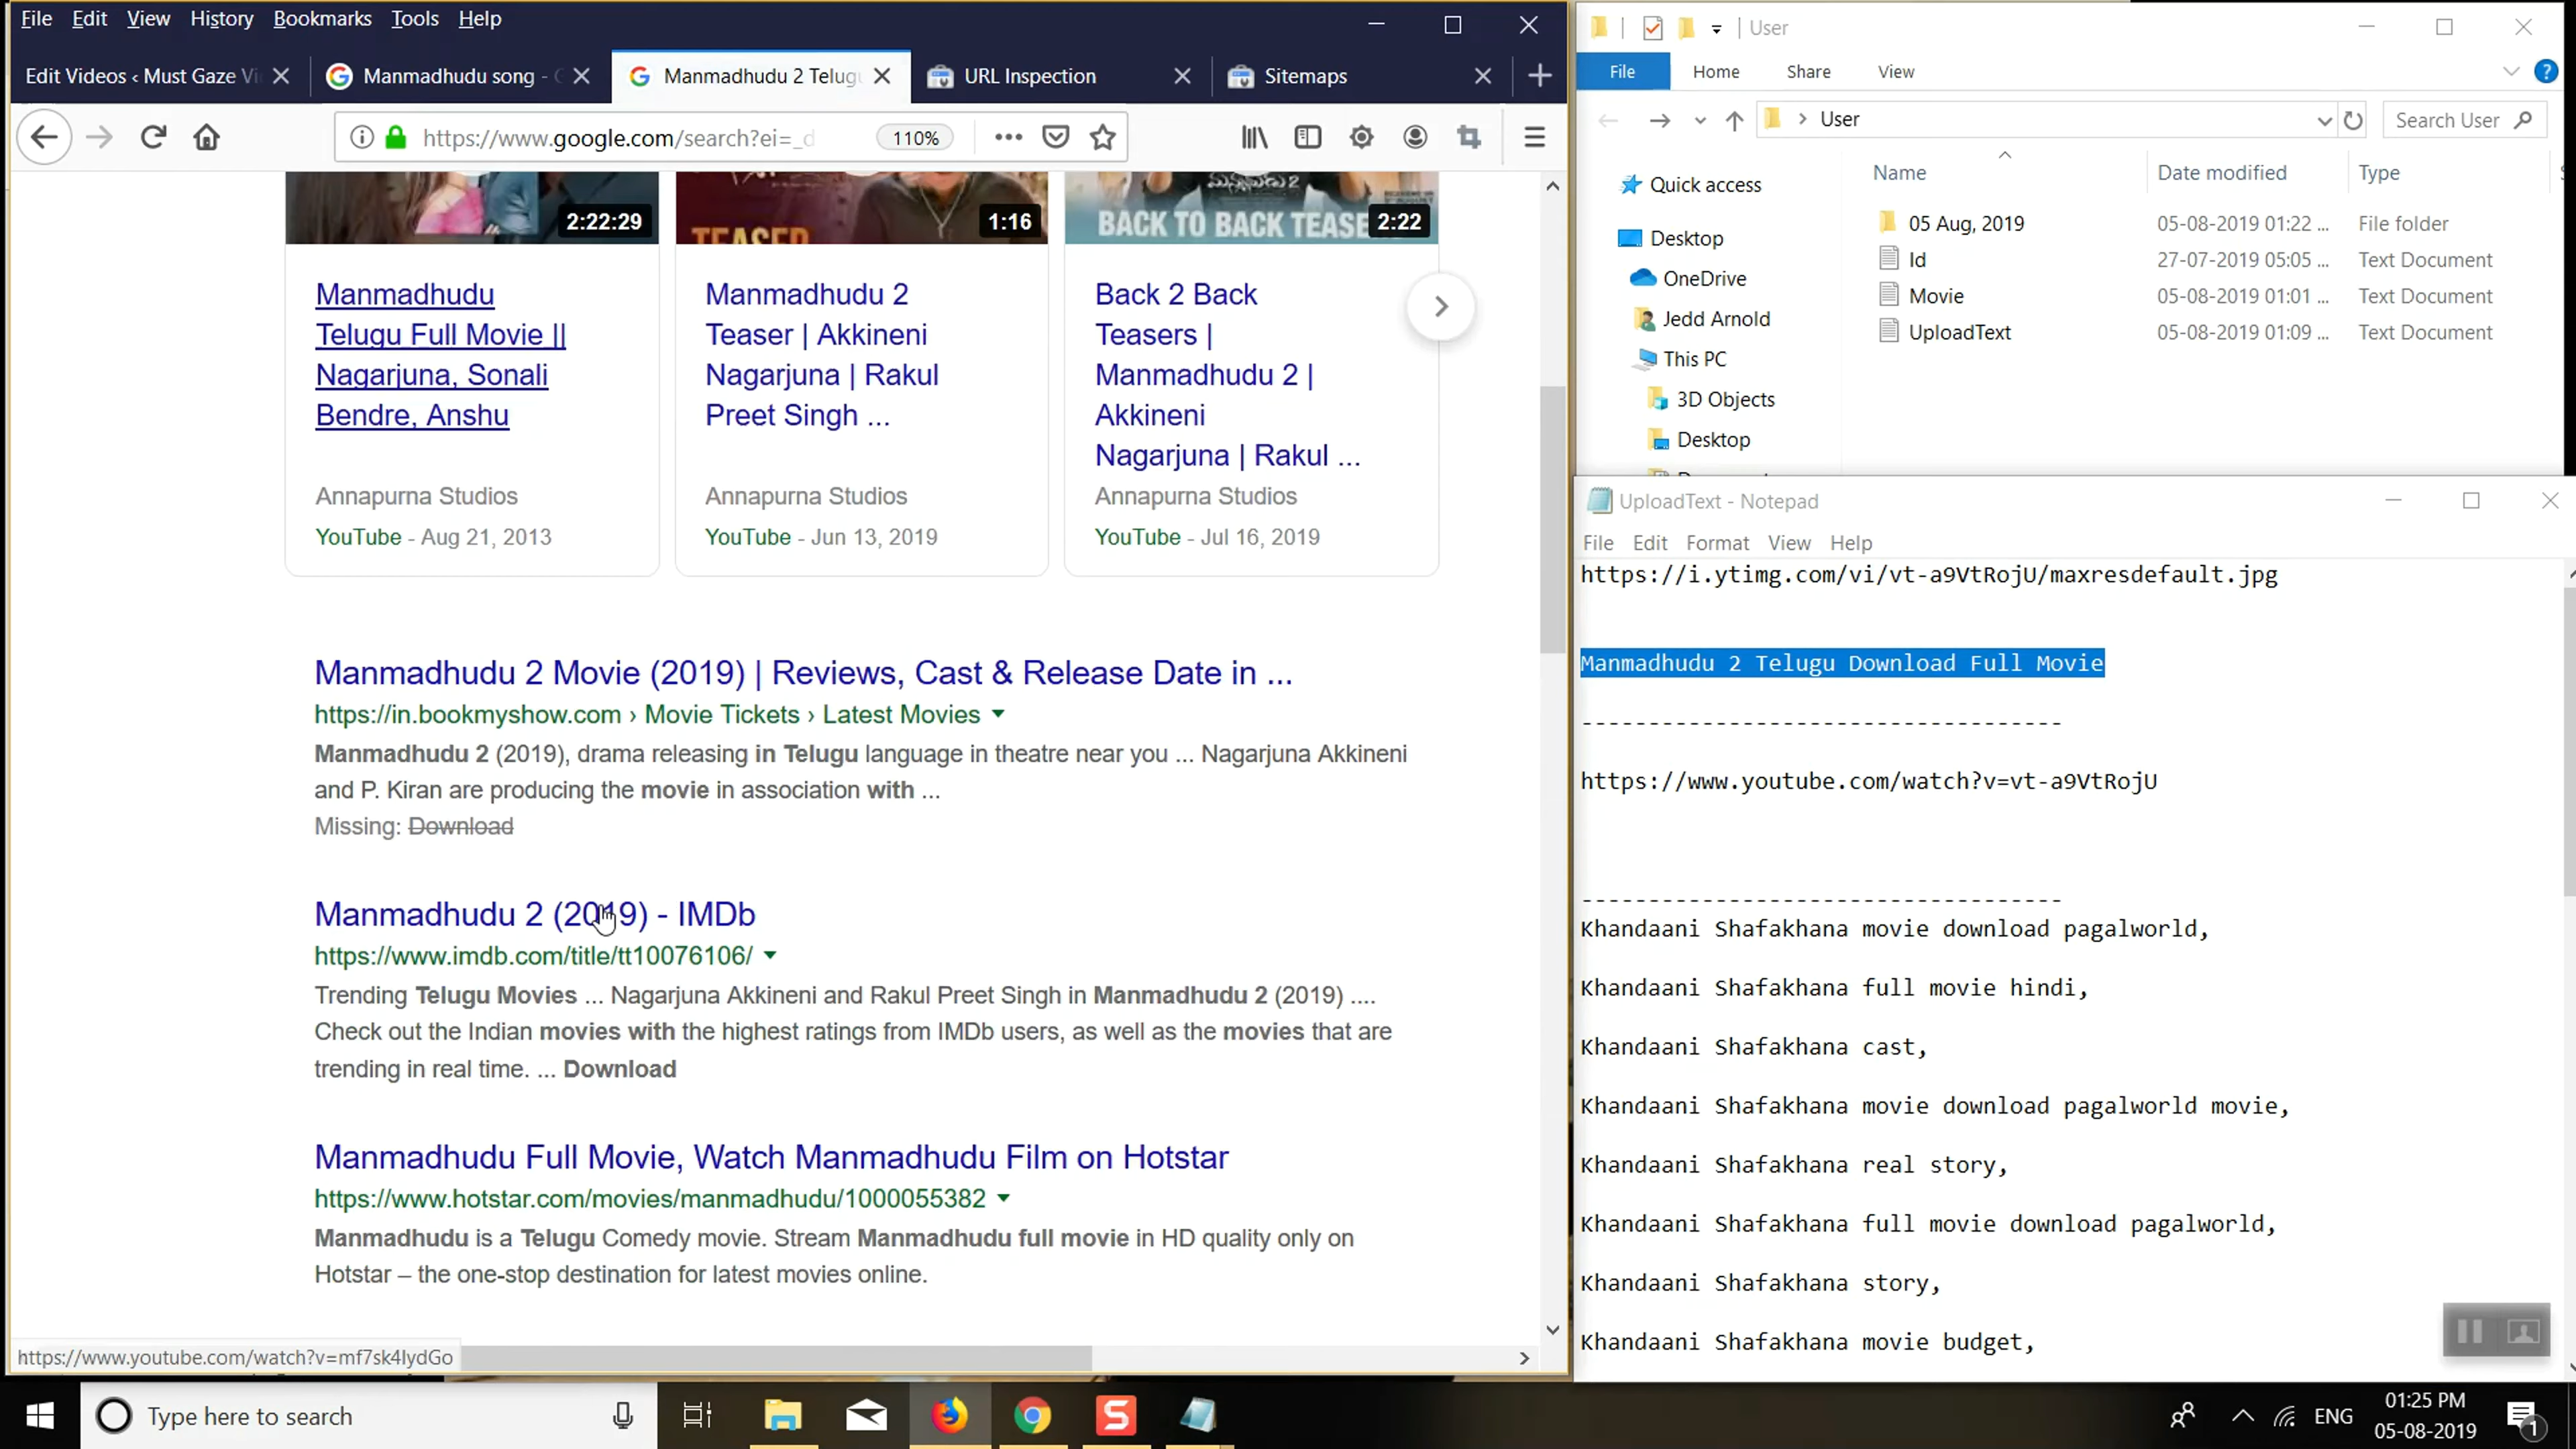 File Edit View History Bookmarks Tools Help
Edit Videos ‹ Must Gaze Vi
Manmadhudu song -
Manmadhudu 2 Telug
URL Inspection
Sitemaps
https://www.google.com/search?ei=_d
110%
2:22:29
TEASER
1:16
మన్మథుడు 2
BACK TO BACK TEASE
2:22
Manmadhudu
Telugu Full Movie ||
Nagarjuna, Sonali
Bendre, Anshu
Annapurna Studios
YouTube - Aug 21, 2013
Manmadhudu 2
Teaser | Akkineni
Nagarjuna | Rakul
Preet Singh ...
Annapurna Studios
YouTube - Jun 13, 2019
Back 2 Back
Teasers |
Manmadhudu 2 |
Akkineni
Nagarjuna | Rakul ...
Annapurna Studios
YouTube - Jul 16, 2019
Manmadhudu 2 Movie (2019) | Reviews, Cast & Release Date in ...
https://in.bookmyshow.com › Movie Tickets › Latest Movies
Manmadhudu 2 (2019), drama releasing in Telugu language in theatre near you ... Nagarjuna Akkineni
and P. Kiran are producing the movie in association with ...
Missing: Download
Manmadhudu 2 (2019) - IMDb
https://www.imdb.com/title/tt10076106/
Trending Telugu Movies ... Nagarjuna Akkineni and Rakul Preet Singh in Manmadhudu 2 (2019) ....
Check out the Indian movies with the highest ratings from IMDb users, as well as the movies that are
trending in real time. ... Download
Manmadhudu Full Movie, Watch Manmadhudu Film on Hotstar
https://www.hotstar.com/movies/manmadhudu/1000055382
Manmadhudu is a Telugu Comedy movie. Stream Manmadhudu full movie in HD quality only on
Hotstar – the one-stop destination for latest movies online.
https://www.youtube.com/watch?v=mf7sk4IydGo
User
File Home Share View
User
Search User
Name Date modified Type
Quick access
Desktop
OneDrive
Jedd Arnold
This PC
3D Objects
Desktop
05 Aug, 2019 05-08-2019 01:22 ... File folder
Id 27-07-2019 05:05 ... Text Document
Movie 05-08-2019 01:01 ... Text Document
UploadText 05-08-2019 01:09 ... Text Document
UploadText - Notepad
File Edit Format View Help
https://i.ytimg.com/vi/vt-a9VtRojU/maxresdefault.jpg
Manmadhudu 2 Telugu Download Full Movie
------------------------------------
https://www.youtube.com/watch?v=vt-a9VtRojU
------------------------------------
Khandaani Shafakhana movie download pagalworld,
Khandaani Shafakhana full movie hindi,
Khandaani Shafakhana cast,
Khandaani Shafakhana movie download pagalworld movie,
Khandaani Shafakhana real story,
Khandaani Shafakhana full movie download pagalworld,
Khandaani Shafakhana story,
Khandaani Shafakhana movie budget,
Type here to search
ENG
01:25 PM
05-08-2019
1